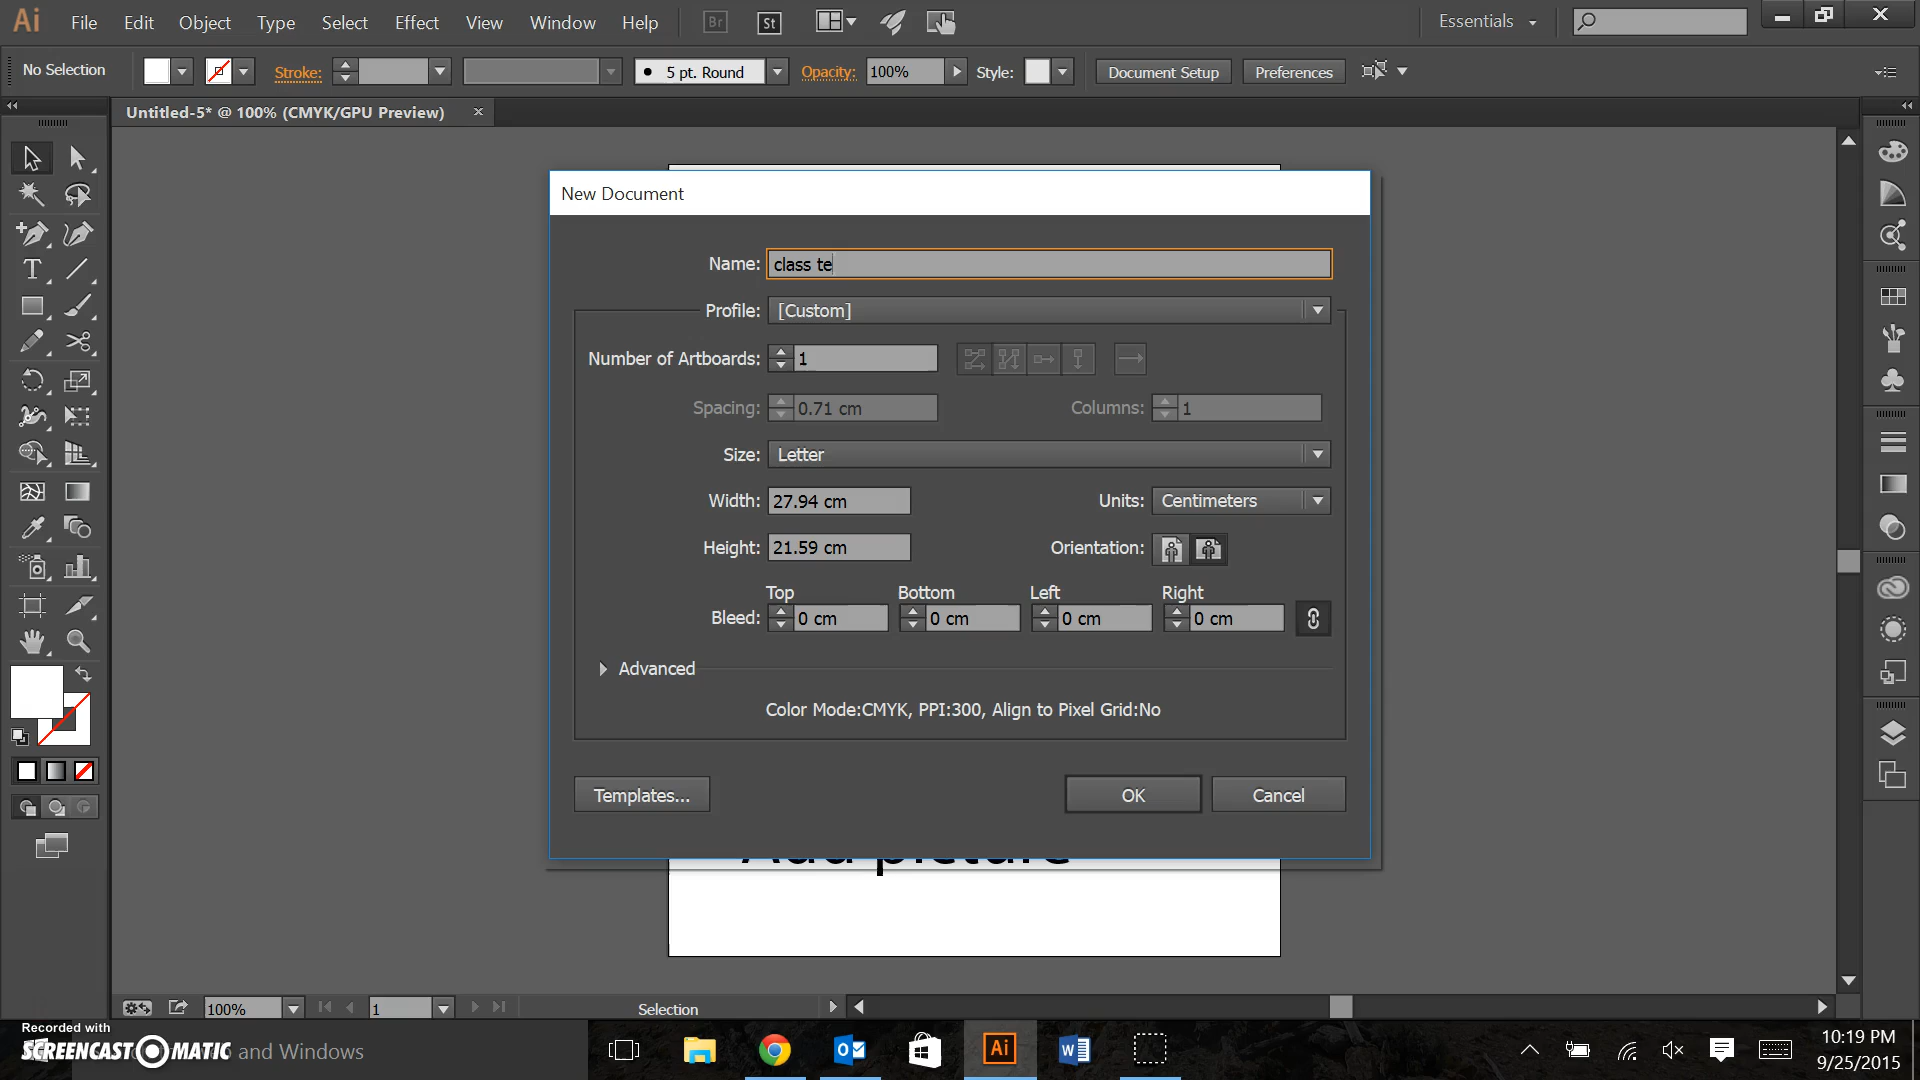 Ai File Edit Object Type Select Effect View Window Help Br St Essentials
No Selection Stroke: 5 pt. Round Opacity: 100% Style: Document Setup Preferences
Untitled-5* @ 100% (CMYK/GPU Preview)
New Document
Name: class te
Profile: [Custom]
Number of Artboards: 1
Spacing: 0.71 cm Columns: 1
Size: Letter
Width: 27.94 cm Units: Centimeters
Height: 21.59 cm Orientation:
Top Bottom Left Right
Bleed: 0 cm 0 cm 0 cm 0 cm
Advanced
Color Mode:CMYK, PPI:300, Align to Pixel Grid:No
Templates... OK Cancel
Add picture
100% 1 Selection
Recorded with
SCREENCAST MATIC
and Windows
Ai
10:19 PM
9/25/2015